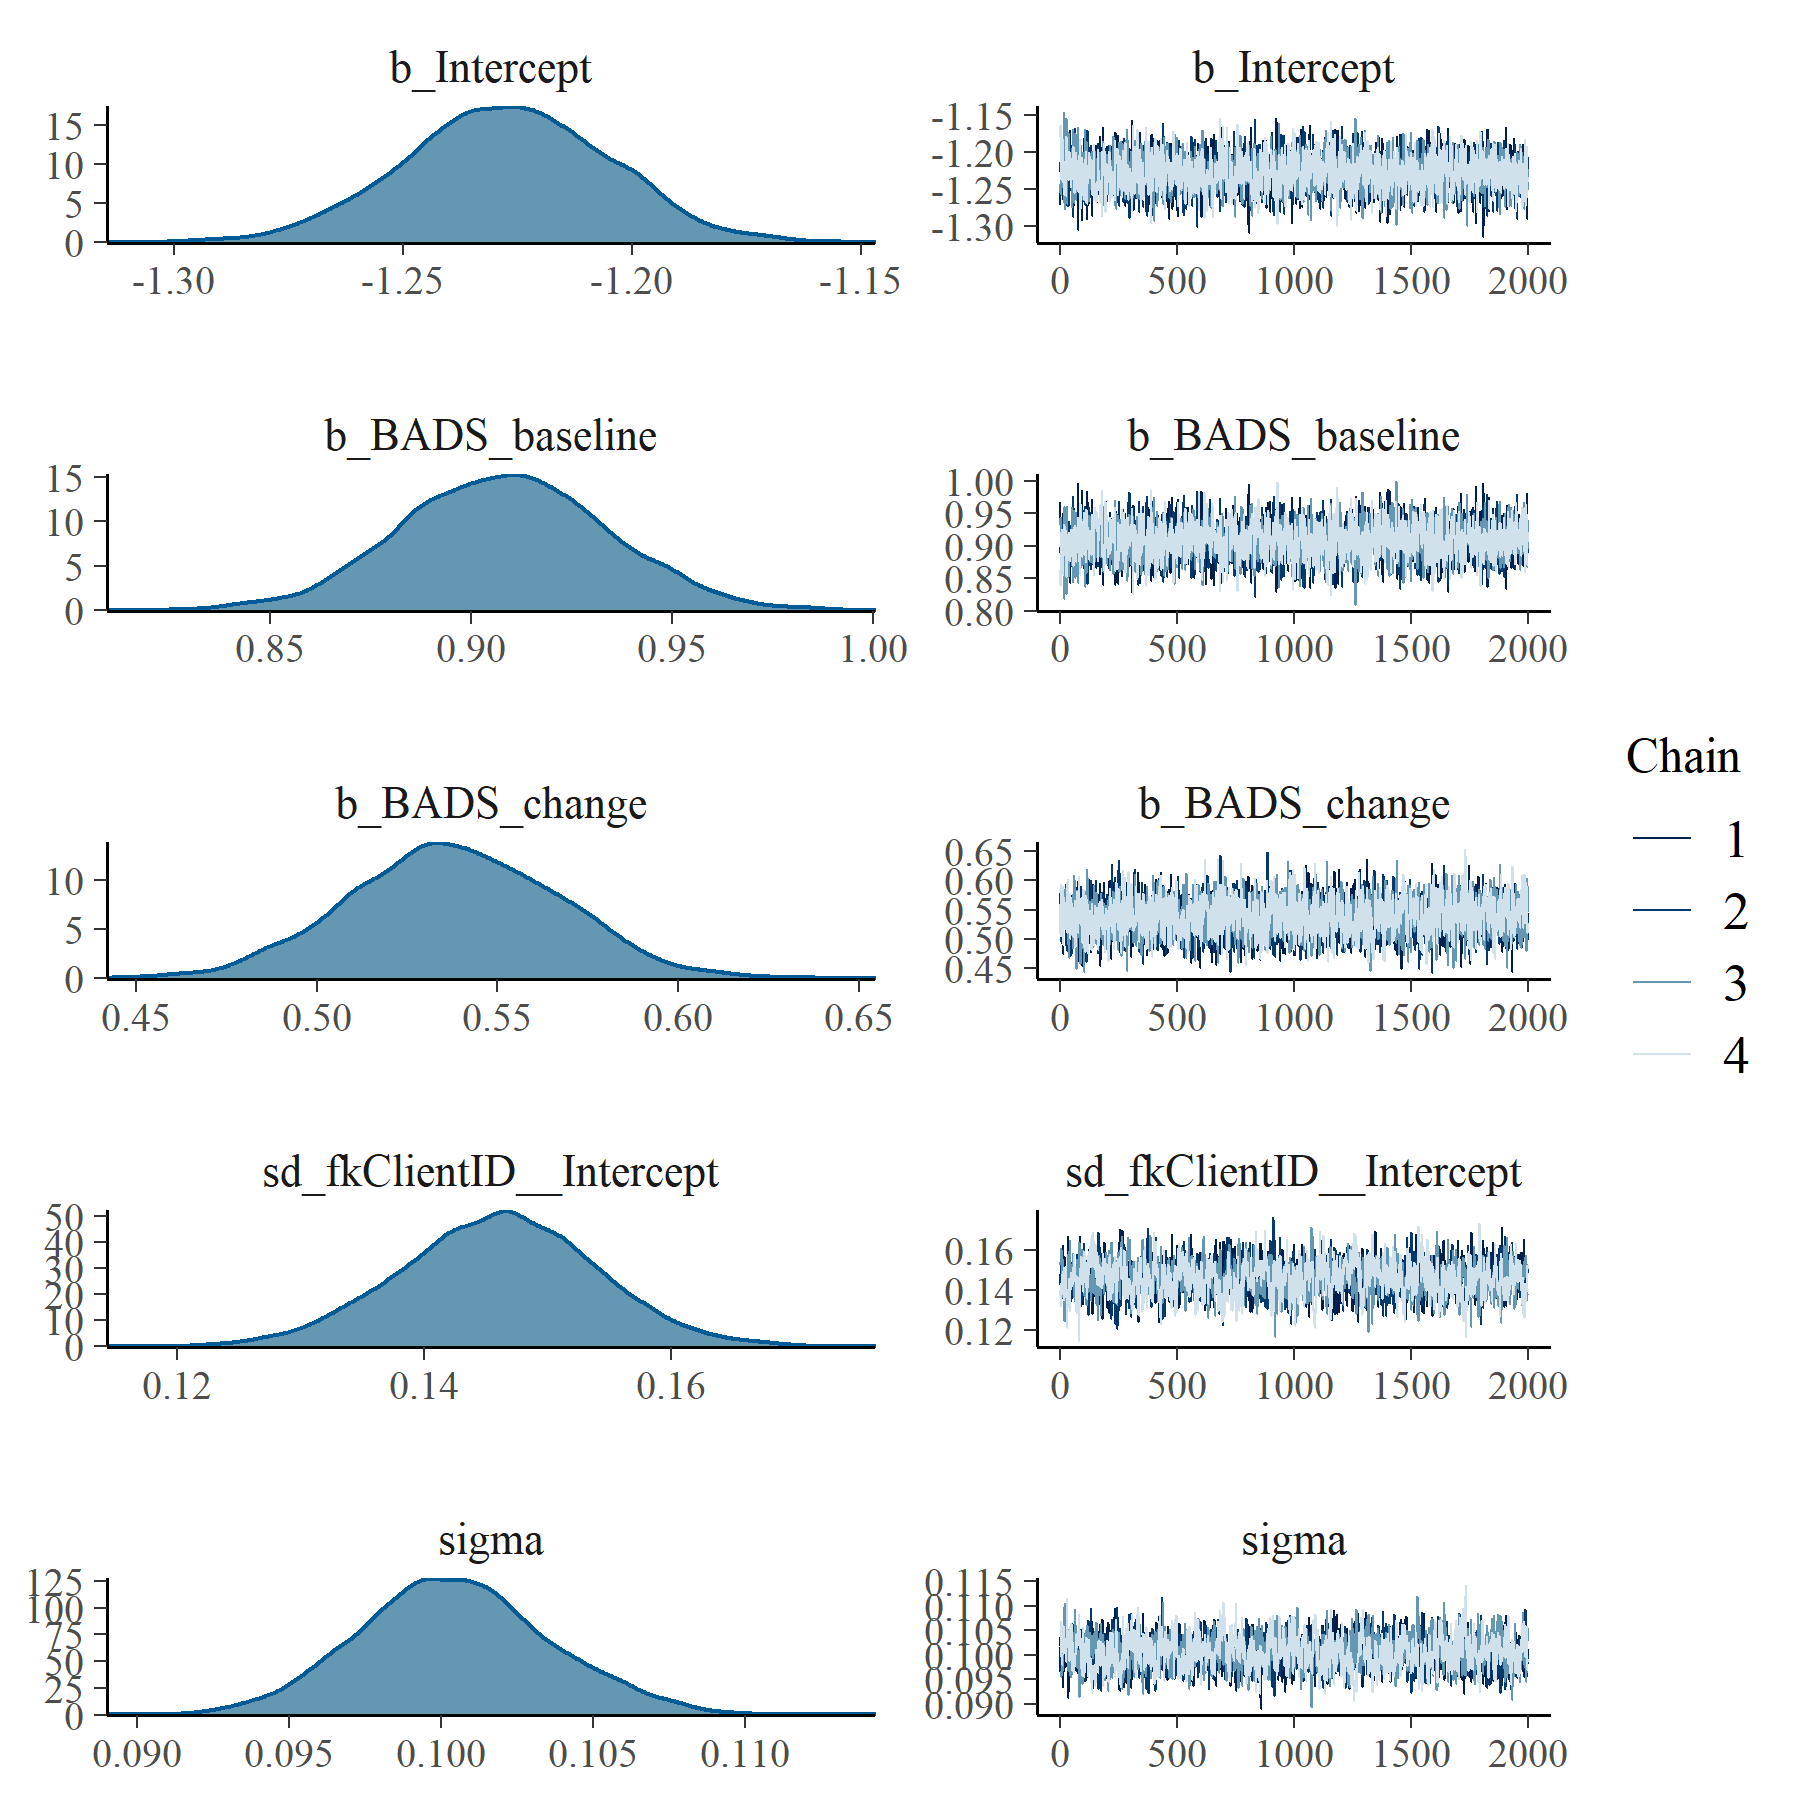 b_Intercept
15
10
5
0
-1.30 -1.25 -1.20 -1.15
b_Intercept
-1.15
-1.20
-1.25
-1.30
0 500 1000 1500 2000
b_BADS_baseline
15
10
5
0
0.85 0.90 0.95 1.00
b_BADS_baseline
1.00
0.95
0.90
0.85
0.80
0 500 1000 1500 2000
b_BADS_change
10
5
0
0.45 0.50 0.55 0.60 0.65
b_BADS_change
0.65
0.60
0.55
0.50
0.45
0 500 1000 1500 2000
sd_fkClientID__Intercept
50
40
30
20
10
0
0.12 0.14 0.16
sd_fkClientID__Intercept
0.16
0.14
0.12
0 500 1000 1500 2000
sigma
125
100
75
50
25
0
0.090 0.095 0.100 0.105 0.110
sigma
0.115
0.110
0.105
0.100
0.095
0.090
0 500 1000 1500 2000
Chain
1
2
3
4